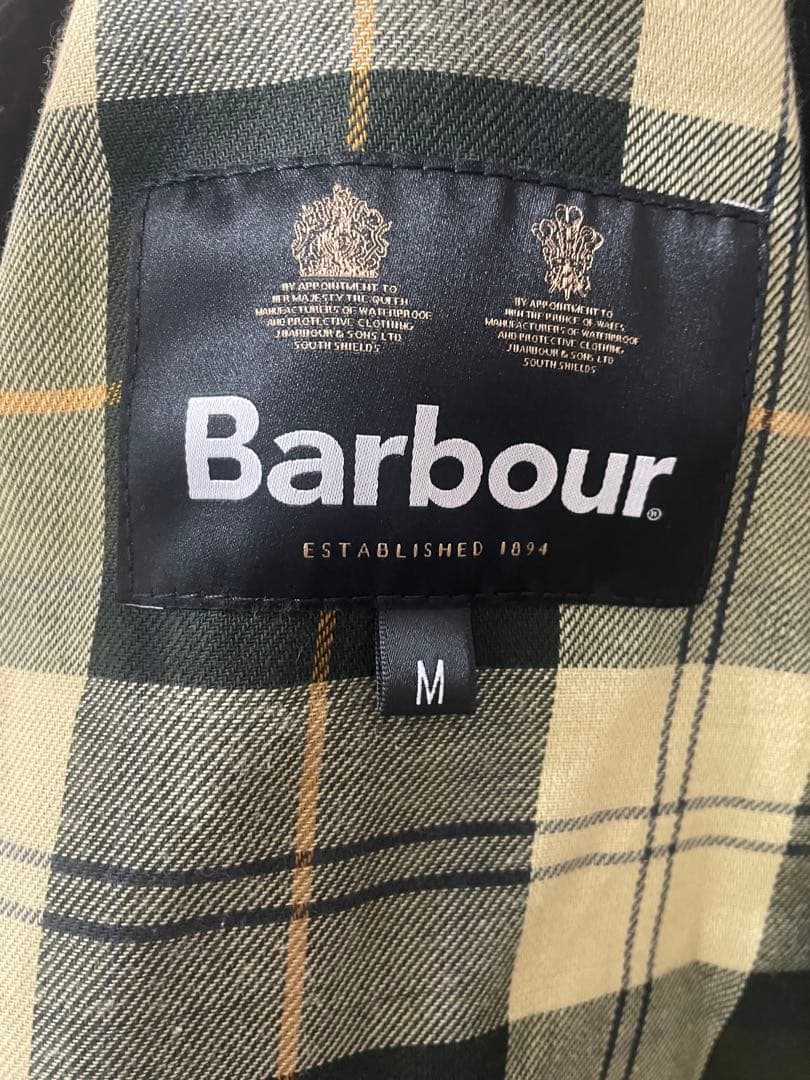 BY APPOINTMENT TO
HER MAJESTY THE QUEEN
MANUFACTURERS OF WATERPROOF
AND PROTECTIVE CLOTHING
J BARBOUR & SONS LTD
SOUTH SHIELDS
BY APPOINTMENT TO
HRH THE PRINCE OF WALES
MANUFACTURERS OF WATERPROOF
AND PROTECTIVE CLOTHING
J BARBOUR & SONS LTD
SOUTH SHIELDS
Barbour®
ESTABLISHED 1894
M